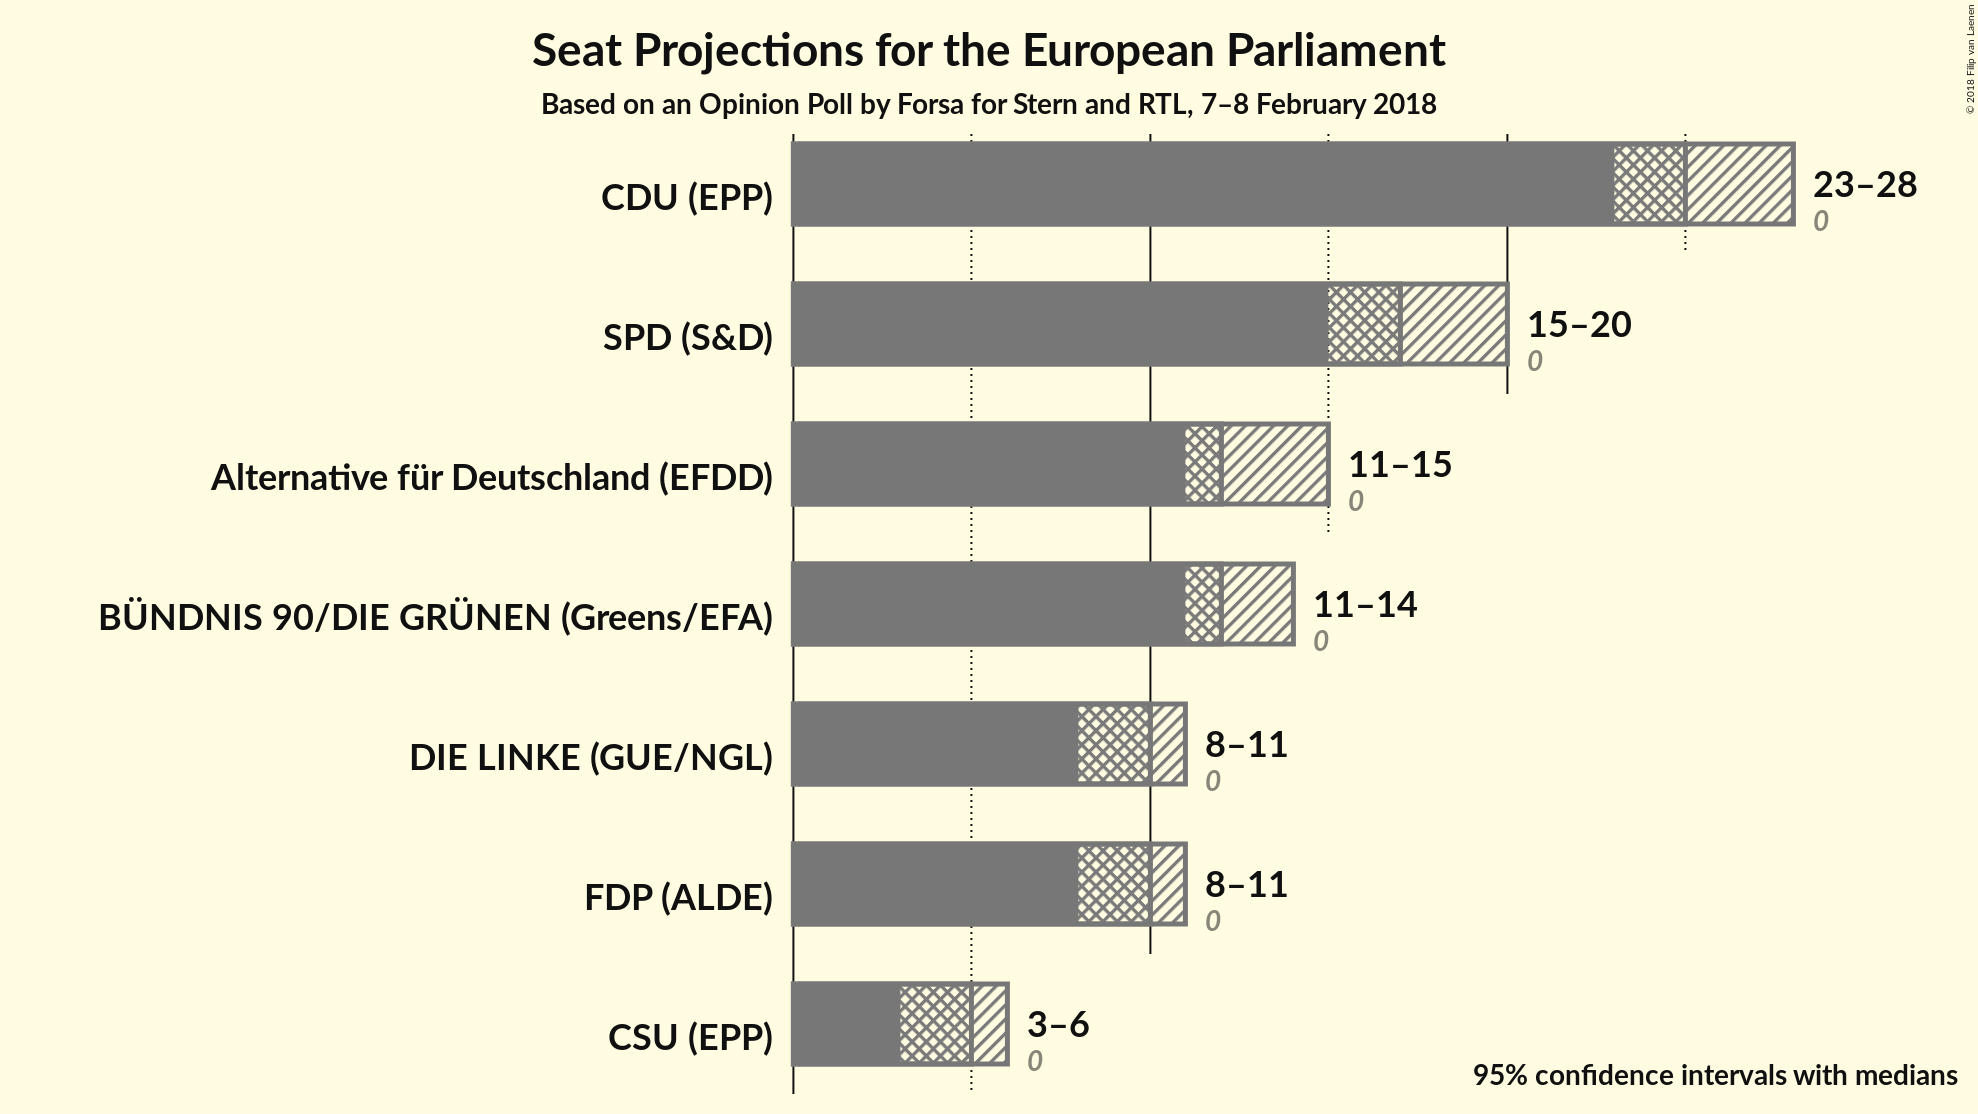 Seat Projections for the European Parliament
Based on an Opinion Poll by Forsa for Stern and RTL, 7–8 February 2018
© 2018 Filip van Laenen
CDU (EPP)
23–28
0
SPD (S&D)
15–20
0
Alternative für Deutschland (EFDD)
11–15
0
BÜNDNIS 90/DIE GRÜNEN (Greens/EFA)
11–14
0
DIE LINKE (GUE/NGL)
8–11
0
FDP (ALDE)
8–11
0
CSU (EPP)
3–6
0
95% confidence intervals with medians